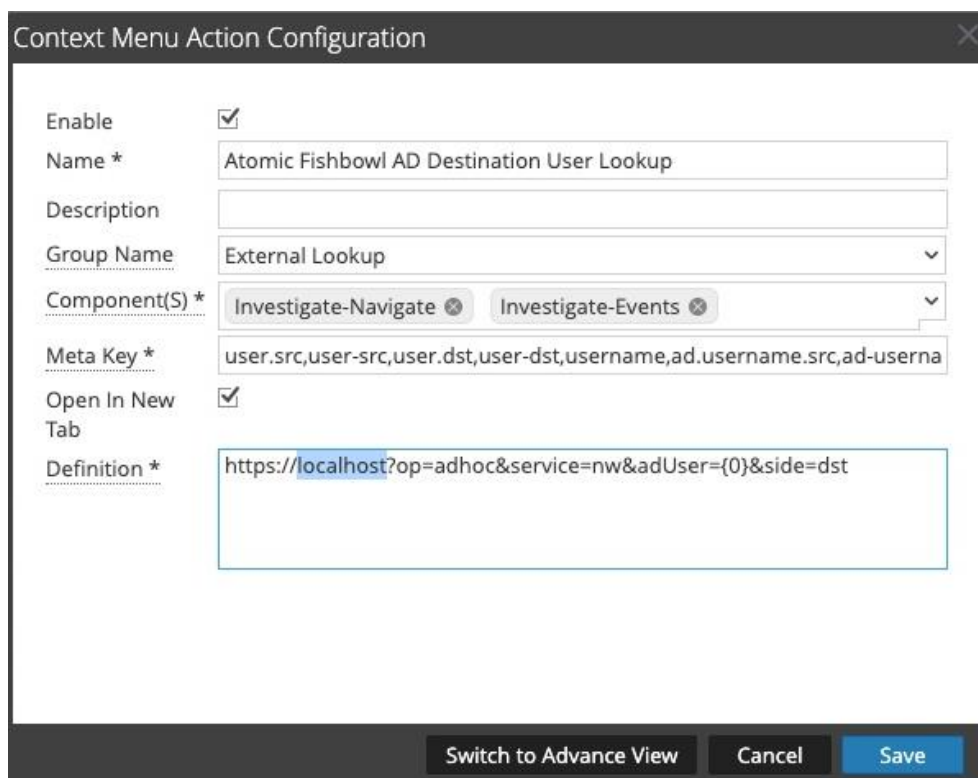 Context Menu Action Configuration
Enable
Name * Atomic Fishbowl AD Destination User Lookup
Description
Group Name External Lookup
Component(S) * Investigate-Navigate Investigate-Events
Meta Key * user.src,user-src,user.dst,user-dst,username,ad.username.src,ad-userna
Open In New
Tab
Definition * https://localhost?op=adhoc&service=nw&adUser={0}&side=dst
Switch to Advance View Cancel Save